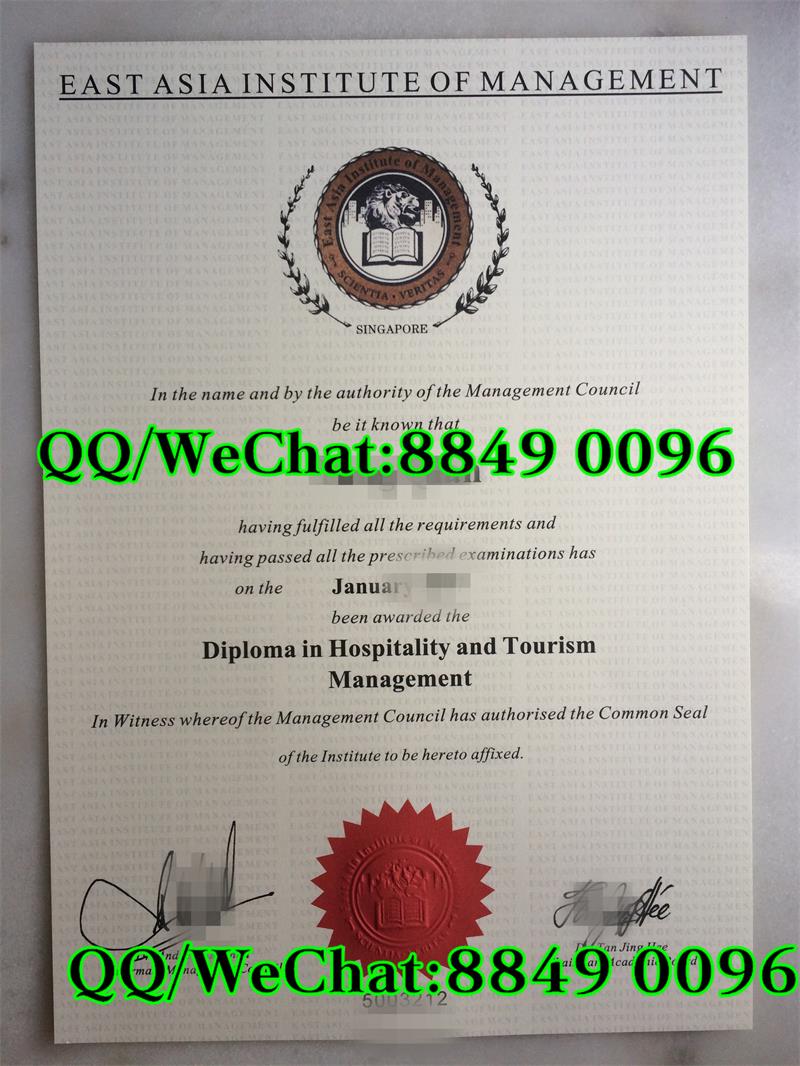 EAST ASIA INSTITUTE OF MANAGEMENT
East Asia Institute of Management
SCIENTIA · VERITAS
SINGAPORE
In the name and by the authority of the Management Council
be it known that
QQ/WeChat:8849 0096
having fulfilled all the requirements and
having passed all the prescribed examinations has
on the January
been awarded the
Diploma in Hospitality and Tourism
Management
In Witness whereof the Management Council has authorised the Common Seal
of the Institute to be hereto affixed.
Tan Jing Hee
QQ/WeChat:8849 0096
5003212